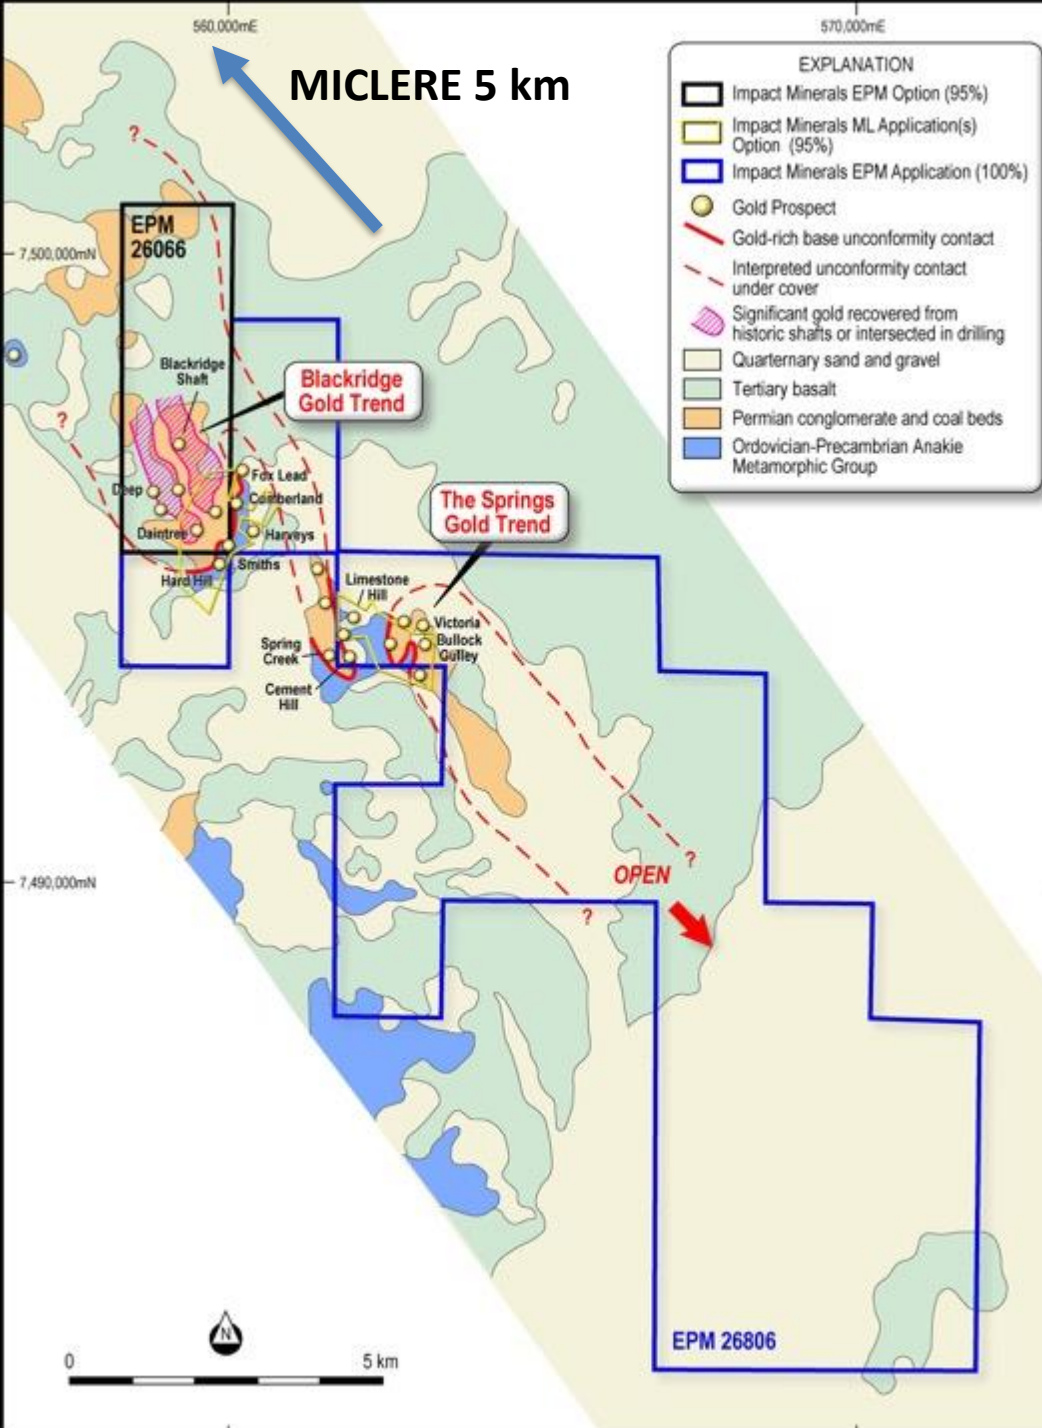 560,000mE
570,000mE
MICLERE 5 km
EXPLANATION
Impact Minerals EPM Option (95%)
Impact Minerals ML Application(s)
Option (95%)
Impact Minerals EPM Application (100%)
Gold Prospect
Gold-rich base unconformity contact
Interpreted unconformity contact
under cover
Significant gold recovered from
historic shafts or intersected in drilling
Quaternary sand and gravel
Tertiary basalt
Permian conglomerate and coal beds
Ordovician-Precambrian Anakie
Metamorphic Group
?
EPM
26066
7,500,000mN
Blackridge
Shaft
Blackridge
Gold Trend
?
Fox Lead
Deep
Cumberland
Daintree
Harveys
Smiths
Hard Hill
The Springs
Gold Trend
Limestone
Hill
Victoria
Bullock
Gulley
Spring
Creek
Cement
Hill
?
OPEN
7,490,000mN
?
EPM 26806
N
0
5 km